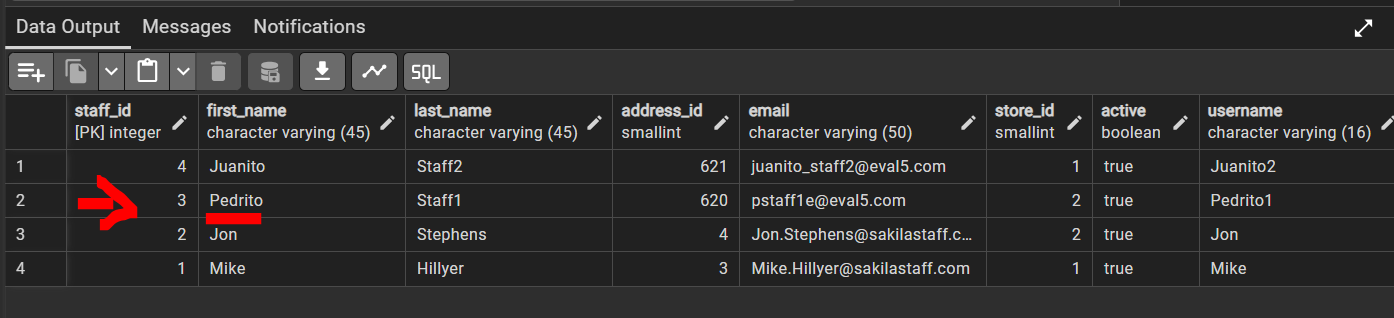 Data Output Messages Notifications
SQL
staff_id first_name last_name address_id email store_id active username
[PK] integer character varying (45) character varying (45) smallint character varying (50) smallint boolean character varying (16)
1 4 Juanito Staff2 621 juanito_staff2@eval5.com 1 true Juanito2
2 3 Pedrito Staff1 620 pstaff1e@eval5.com 2 true Pedrito1
3 2 Jon Stephens 4 Jon.Stephens@sakilastaff.c... 2 true Jon
4 1 Mike Hillyer 3 Mike.Hillyer@sakilastaff.com 1 true Mike